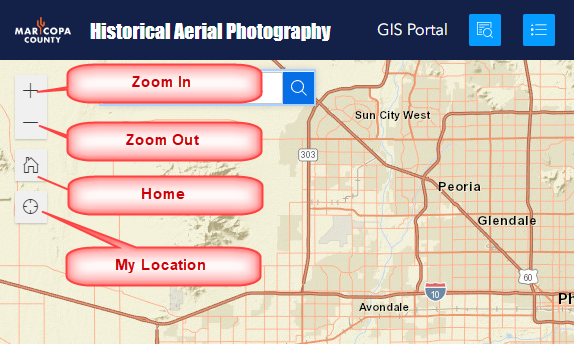 MARICOPA
COUNTY
Historical Aerial Photography
GIS Portal
Zoom In
Zoom Out
Home
My Location
Sun City West
303
Peoria
Glendale
60
10
Avondale
Ph